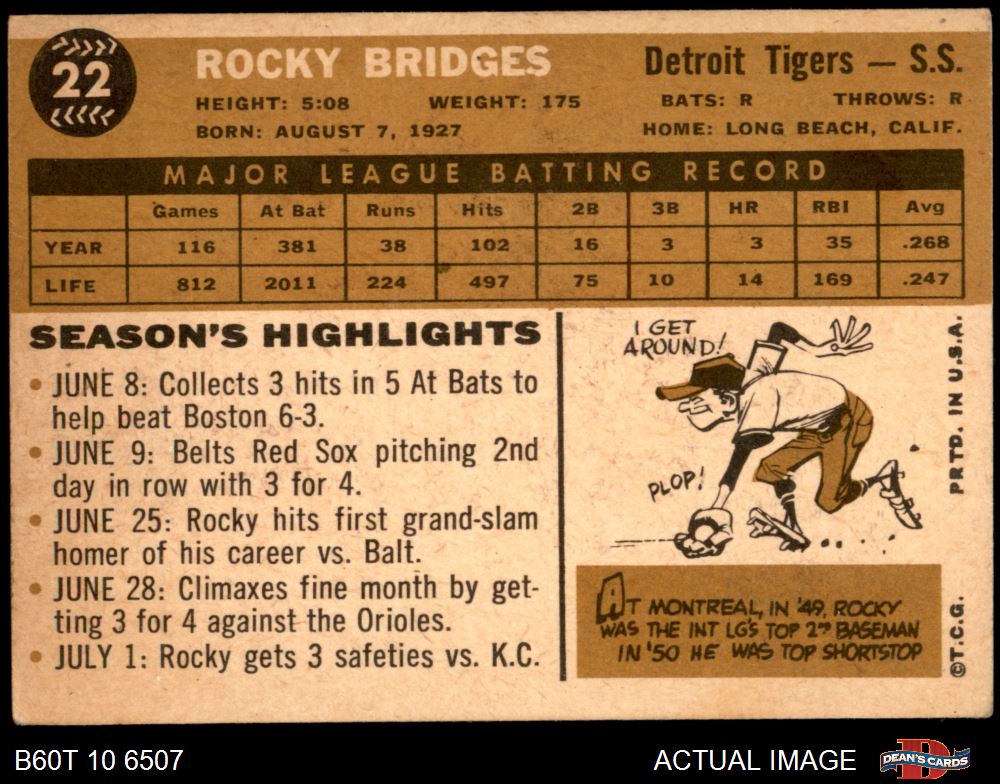 22
ROCKY BRIDGES
Detroit Tigers — S.S.
HEIGHT: 5:08 WEIGHT: 175 BATS: R THROWS: R
BORN: AUGUST 7, 1927 HOME: LONG BEACH, CALIF.
MAJOR LEAGUE BATTING RECORD
Games At Bat Runs Hits 2B 3B HR RBI Avg
YEAR 116 381 38 102 16 3 3 35 .268
LIFE 812 2011 224 497 75 10 14 169 .247
SEASON'S HIGHLIGHTS
• JUNE 8: Collects 3 hits in 5 At Bats to
help beat Boston 6-3.
• JUNE 9: Belts Red Sox pitching 2nd
day in row with 3 for 4.
• JUNE 25: Rocky hits first grand-slam
homer of his career vs. Balt.
• JUNE 28: Climaxes fine month by get-
ting 3 for 4 against the Orioles.
• JULY 1: Rocky gets 3 safeties vs. K.C.
I GET
AROUND!
PLOP!
AT MONTREAL, IN '49, ROCKY
WAS THE INT LG'S TOP 2ND BASEMAN
IN '50 HE WAS TOP SHORTSTOP
©T.C.G. PRTD. IN U.S.A.
B60T 10 6507
ACTUAL IMAGE
D
DEAN'S CARDS